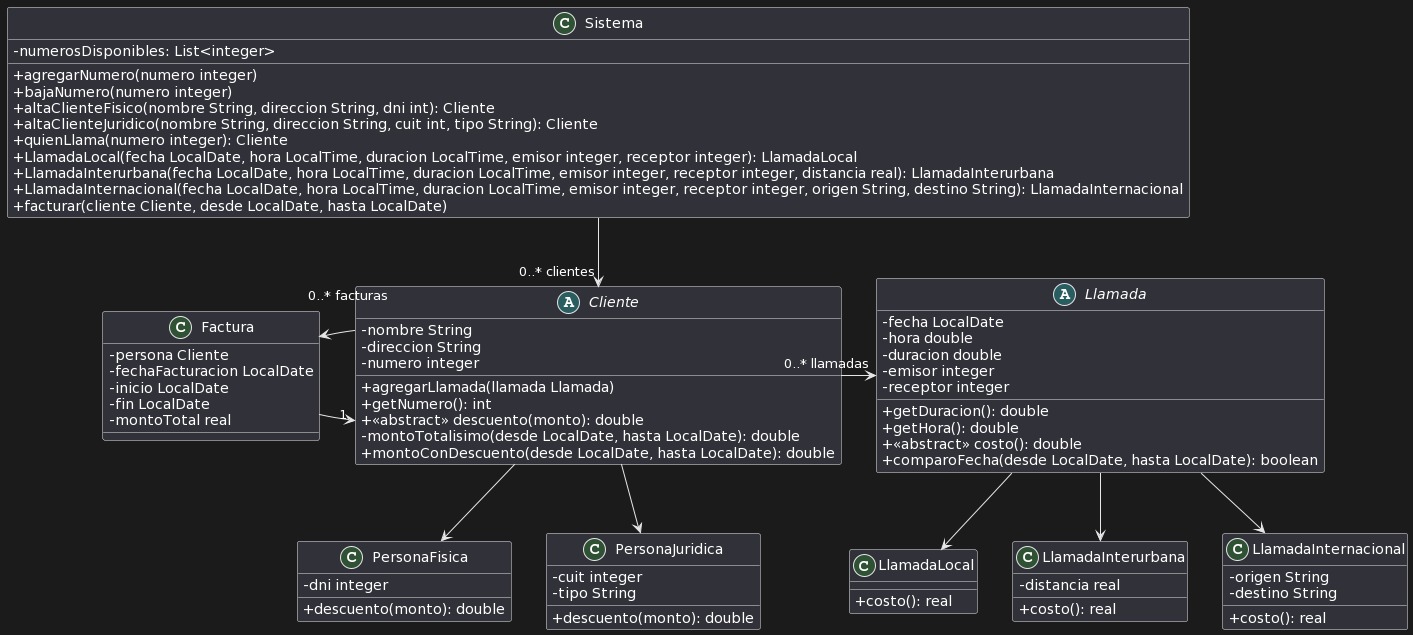 C Sistema
-numerosDisponibles: List<integer>
+agregarNumero(numero integer)
+bajaNumero(numero integer)
+altaClienteFisico(nombre String, direccion String, dni int): Cliente
+altaClienteJuridico(nombre String, direccion String, cuit int, tipo String): Cliente
+quienLlama(numero integer): Cliente
+LlamadaLocal(fecha LocalDate, hora LocalTime, duracion LocalTime, emisor integer, receptor integer): LlamadaLocal
+LlamadaInterurbana(fecha LocalDate, hora LocalTime, duracion LocalTime, emisor integer, receptor integer, distancia real): LlamadaInterurbana
+LlamadaInternacional(fecha LocalDate, hora LocalTime, duracion LocalTime, emisor integer, receptor integer, origen String, destino String): LlamadaInternacional
+facturar(cliente Cliente, desde LocalDate, hasta LocalDate)
0..* clientes
0..* facturas
C Factura
-persona Cliente
-fechaFacturacion LocalDate
-inicio LocalDate
-fin LocalDate
-montoTotal real
1
A Cliente
-nombre String
-direccion String
-numero integer
+agregarLlamada(llamada Llamada)
+getNumero(): int
+«abstract» descuento(monto): double
-montoTotalisimo(desde LocalDate, hasta LocalDate): double
+montoConDescuento(desde LocalDate, hasta LocalDate): double
0..* llamadas
A Llamada
-fecha LocalDate
-hora double
-duracion double
-emisor integer
-receptor integer
+getDuracion(): double
+getHora(): double
+«abstract» costo(): double
+comparoFecha(desde LocalDate, hasta LocalDate): boolean
C PersonaFisica
-dni integer
+descuento(monto): double
C PersonaJuridica
-cuit integer
-tipo String
+descuento(monto): double
C LlamadaLocal
+costo(): real
C LlamadaInterurbana
-distancia real
+costo(): real
C LlamadaInternacional
-origen String
-destino String
+costo(): real